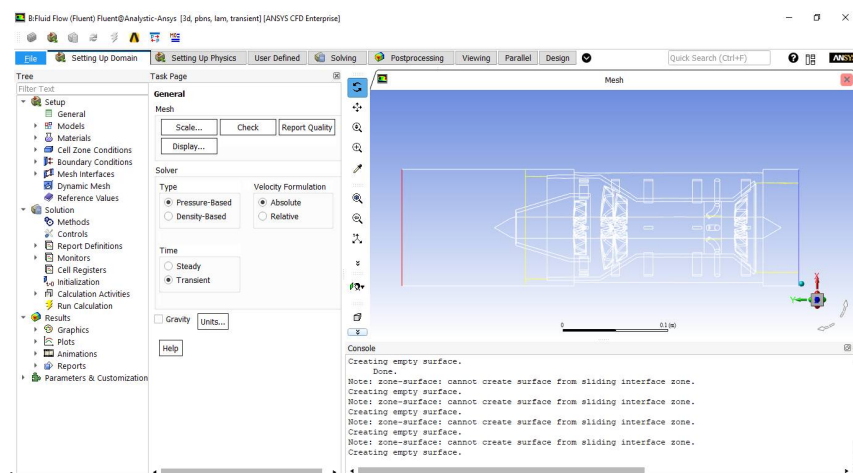 B:Fluid Flow (Fluent) Fluent@Analystic-Ansys [3d, pbns, lam, transient] [ANSYS CFD Enterprise]
File Setting Up Domain Setting Up Physics User Defined Solving Postprocessing Viewing Parallel Design Quick Search (Ctrl+F) ANSYS
Tree
Filter Text
Setup
General
Models
Materials
Cell Zone Conditions
Boundary Conditions
Mesh Interfaces
Dynamic Mesh
Reference Values
Solution
Methods
Controls
Report Definitions
Monitors
Cell Registers
Initialization
Calculation Activities
Run Calculation
Results
Graphics
Plots
Animations
Reports
Parameters & Customization
Task Page
General
Mesh
Scale... Check Report Quality
Display...
Solver
Type Velocity Formulation
Pressure-Based Absolute
Density-Based Relative
Time
Steady
Transient
Gravity Units...
Help
Mesh
X
Y
0 0.1 (m)
Console
Creating empty surface.
Done.
Note: zone-surface: cannot create surface from sliding interface zone.
Creating empty surface.
Note: zone-surface: cannot create surface from sliding interface zone.
Creating empty surface.
Note: zone-surface: cannot create surface from sliding interface zone.
Creating empty surface.
Note: zone-surface: cannot create surface from sliding interface zone.
Creating empty surface.